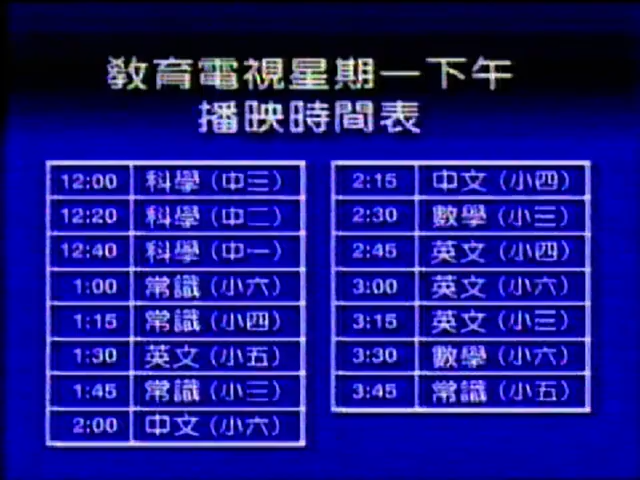 教育電視星期一下午
播映時間表
12:00 科學(中三)
12:20 科學(中二)
12:40 科學(中一)
1:00 常識(小六)
1:15 常識(小四)
1:30 英文(小五)
1:45 常識(小三)
2:00 中文(小六)
2:15 中文(小四)
2:30 數學(小三)
2:45 英文(小四)
3:00 英文(小六)
3:15 英文(小三)
3:30 數學(小六)
3:45 常識(小五)